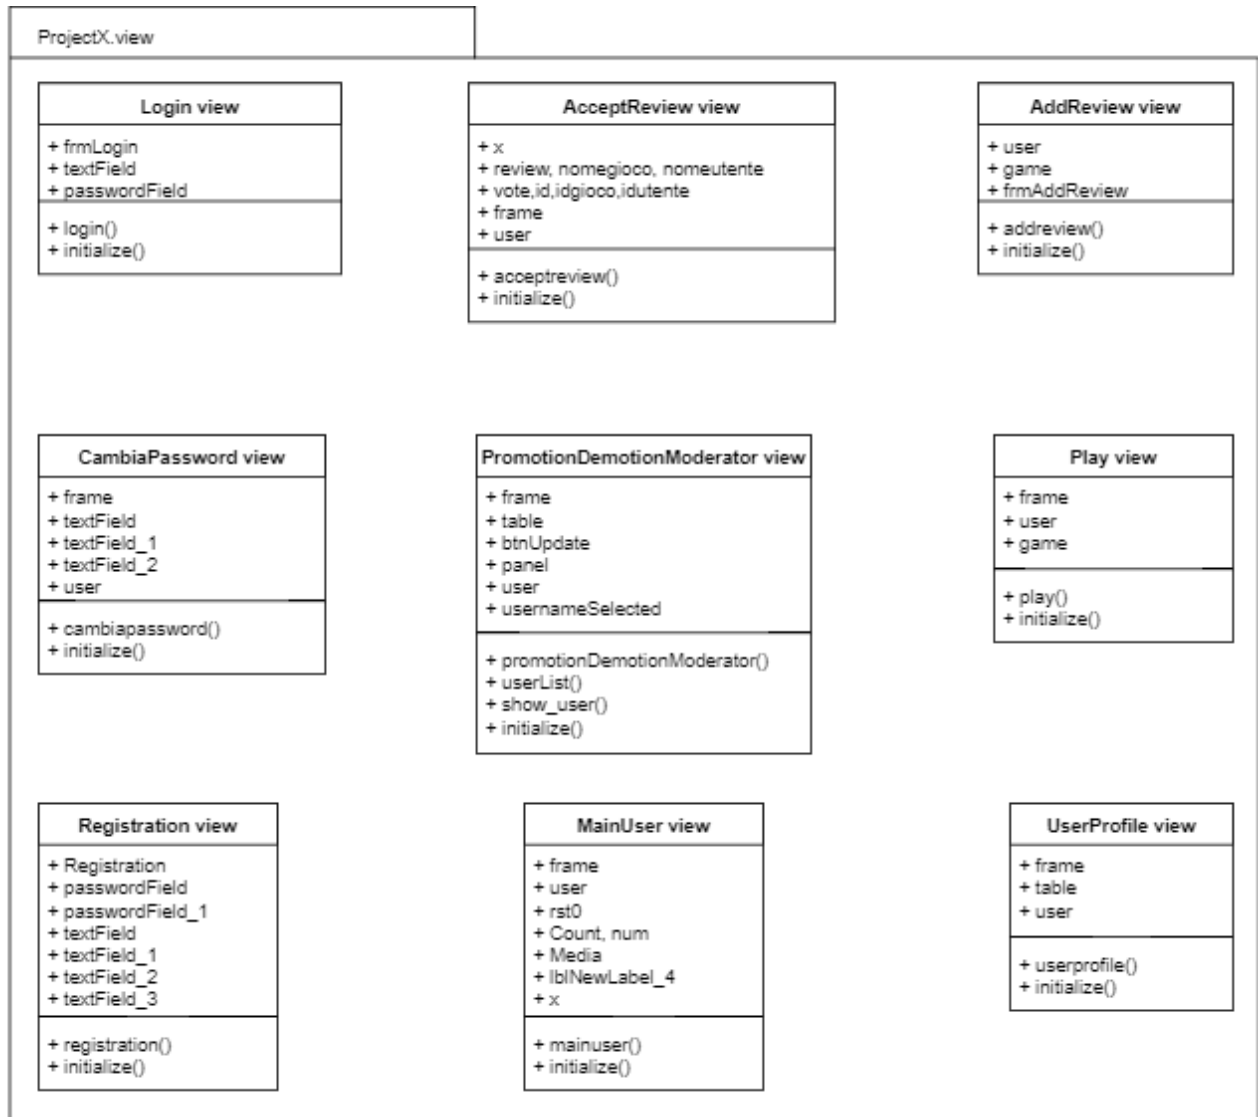 ProjectX.view
Login view
+ frmLogin
+ textField
+ passwordField
+ login()
+ initialize()
AcceptReview view
+ x
+ review, nomegioco, nomeutente
+ vote,id,idgioco,idutente
+ frame
+ user
+ acceptreview()
+ initialize()
AddReview view
+ user
+ game
+ frmAddReview
+ addreview()
+ initialize()
CambiaPassword view
+ frame
+ textField
+ textField_1
+ textField_2
+ user
+ cambiapassword()
+ initialize()
PromotionDemotionModerator view
+ frame
+ table
+ btnUpdate
+ panel
+ user
+ usernameSelected
+ promotionDemotionModerator()
+ userList()
+ show_user()
+ initialize()
Play view
+ frame
+ user
+ game
+ play()
+ initialize()
Registration view
+ Registration
+ passwordField
+ passwordField_1
+ textField
+ textField_1
+ textField_2
+ textField_3
+ registration()
+ initialize()
MainUser view
+ frame
+ user
+ rst0
+ Count, num
+ Media
+ lblNewLabel_4
+ x
+ mainuser()
+ initialize()
UserProfile view
+ frame
+ table
+ user
+ userprofile()
+ initialize()